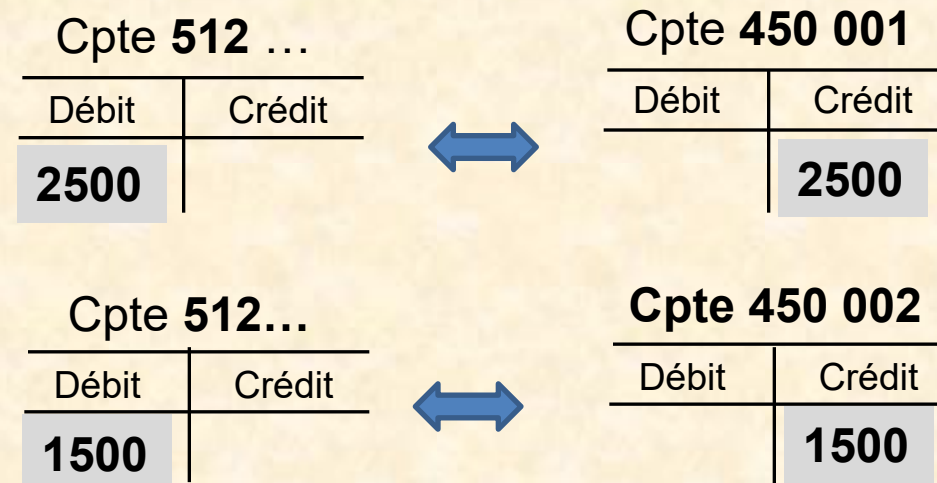 Cpte 512 …
Cpte 450 001
Débit Crédit
Débit Crédit
2500
2500
Cpte 512…
Cpte 450 002
Débit Crédit
Débit Crédit
1500
1500